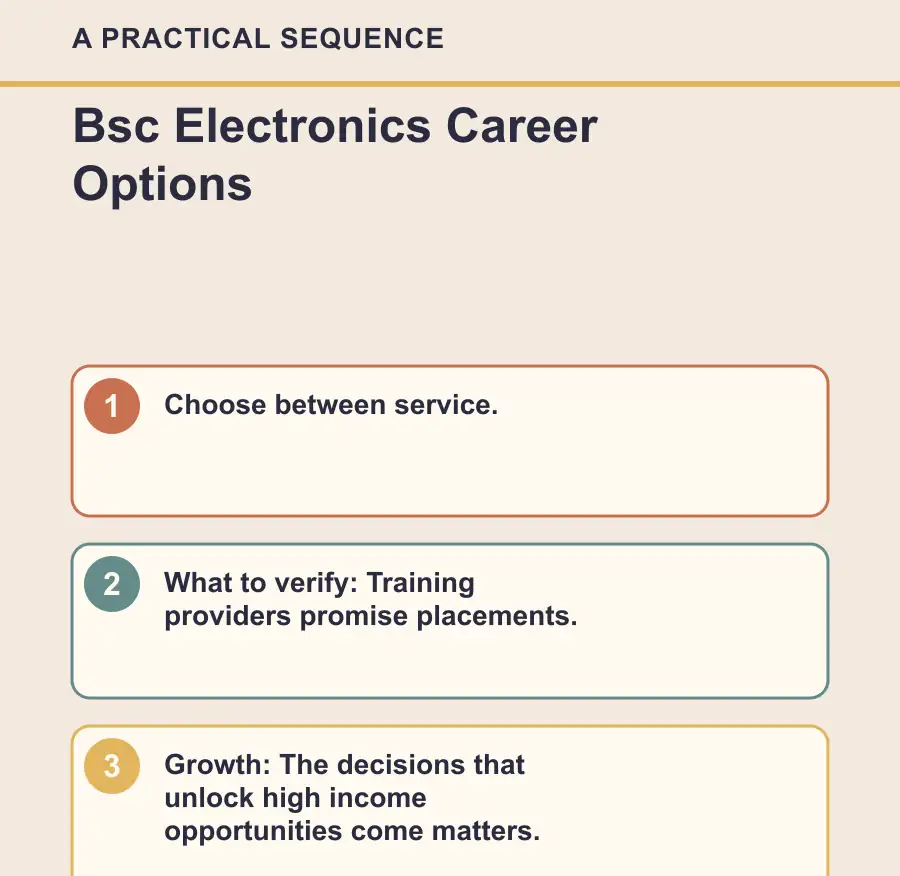 A PRACTICAL SEQUENCE
Bsc Electronics Career
Options
1
Choose between service.
2
What to verify: Training
providers promise placements.
3
Growth: The decisions that
unlock high income
opportunities come matters.